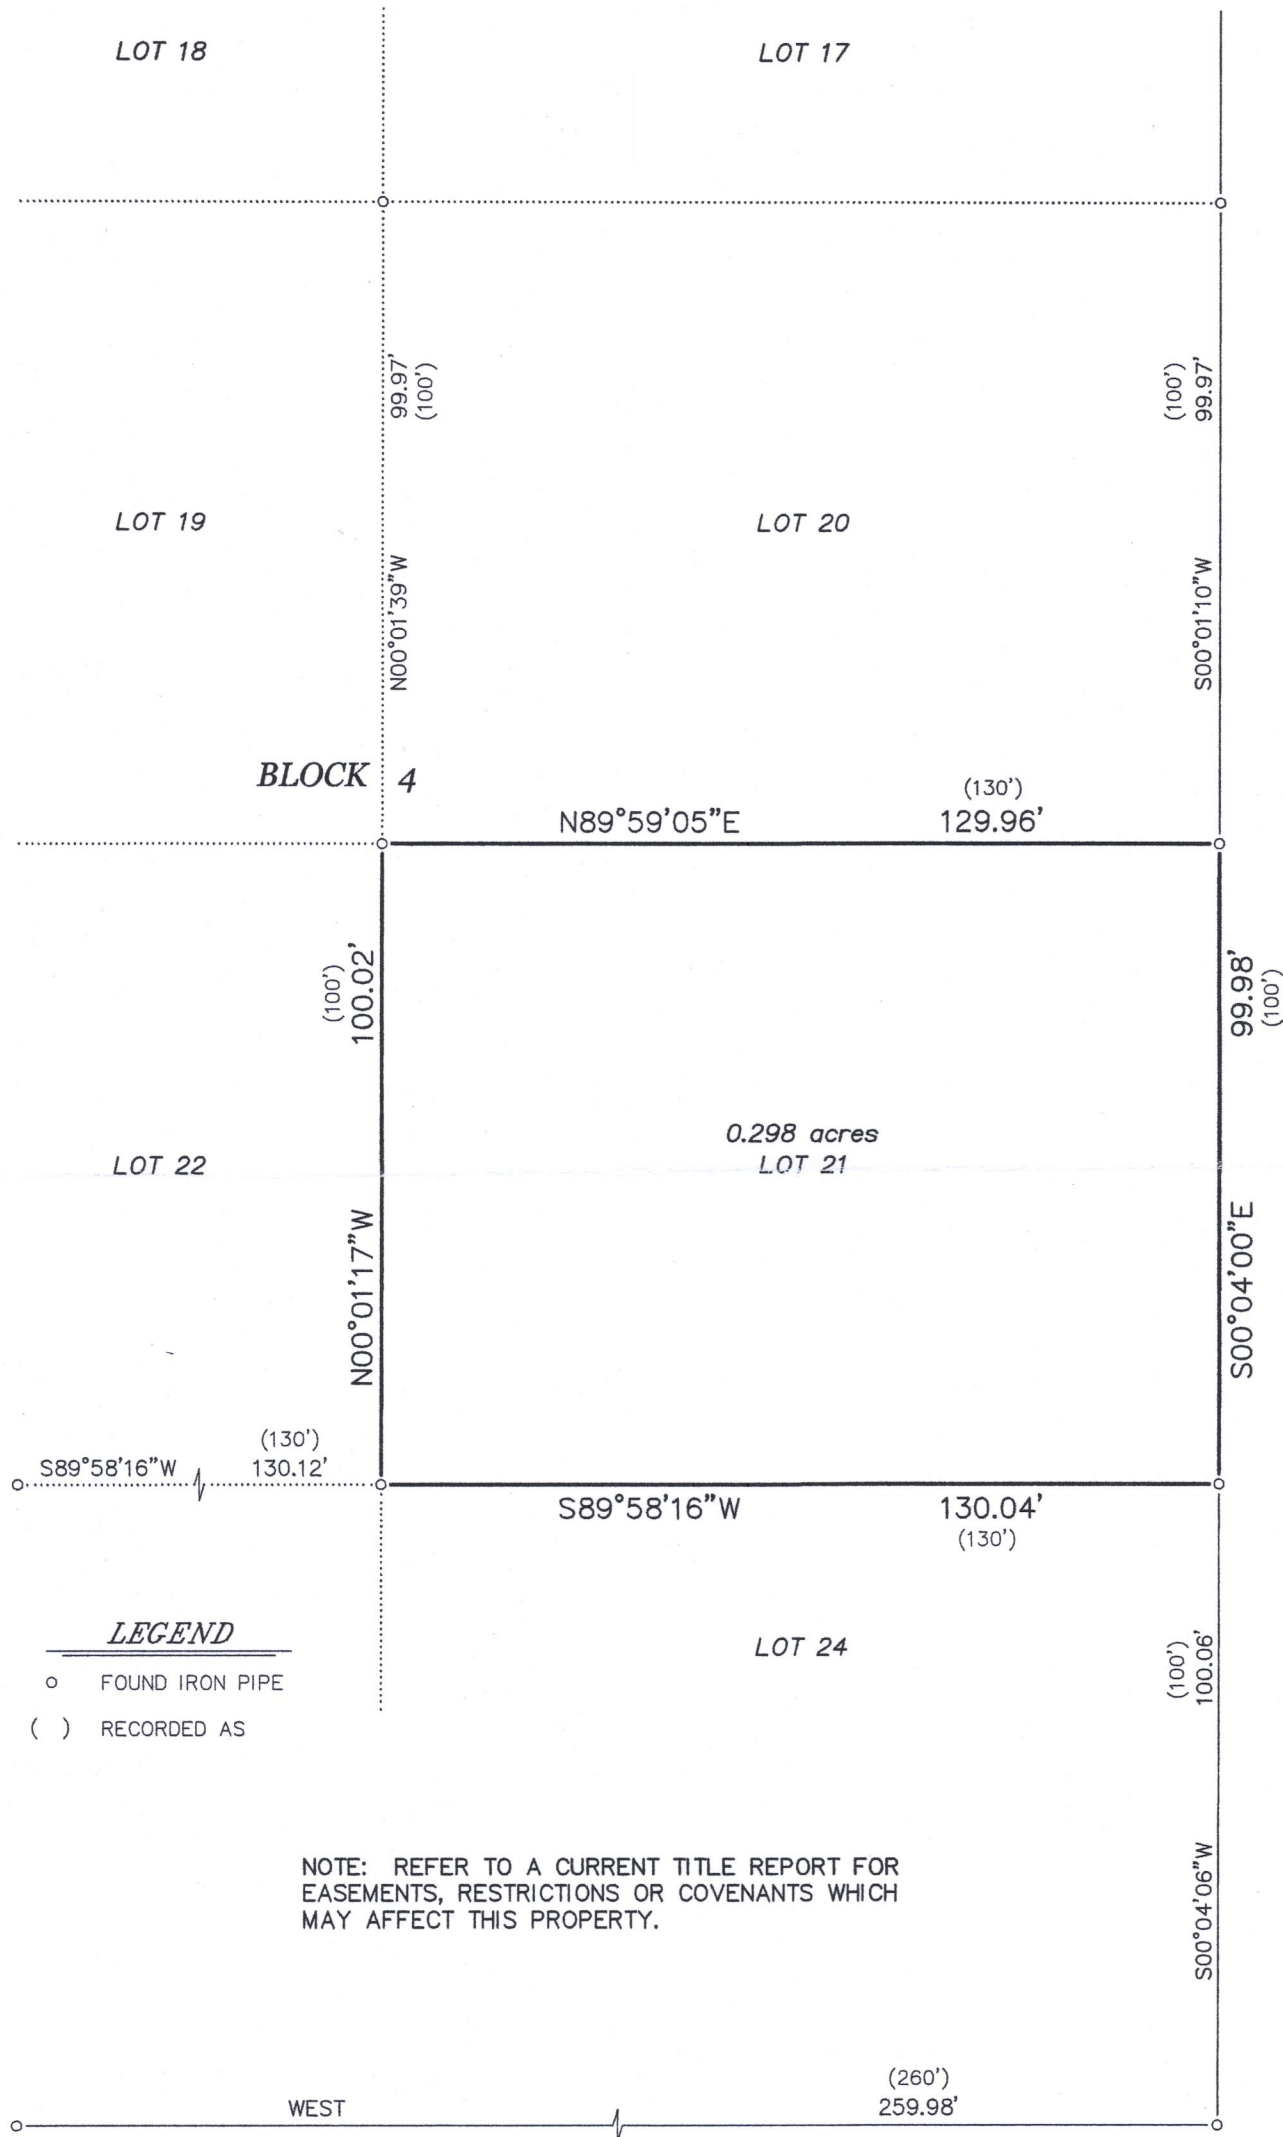 LOT 18
LOT 17
99.97'
(100')
(100')
99.97'
LOT 19
LOT 20
N00°01'39"W
S00°01'10"W
BLOCK 4
(130')
N89°59'05"E 129.96'
(100')
100.02'
99.98'
(100')
0.298 acres
LOT 22
LOT 21
N00°01'17"W
S00°04'00"E
(130')
S89°58'16"W 130.12'
S89°58'16"W 130.04'
(130')
LEGEND
FOUND IRON PIPE
( ) RECORDED AS
LOT 24
(100')
100.06'
NOTE: REFER TO A CURRENT TITLE REPORT FOR
EASEMENTS, RESTRICTIONS OR COVENANTS WHICH
MAY AFFECT THIS PROPERTY.
S00°04'06"W
(260')
WEST 259.98'